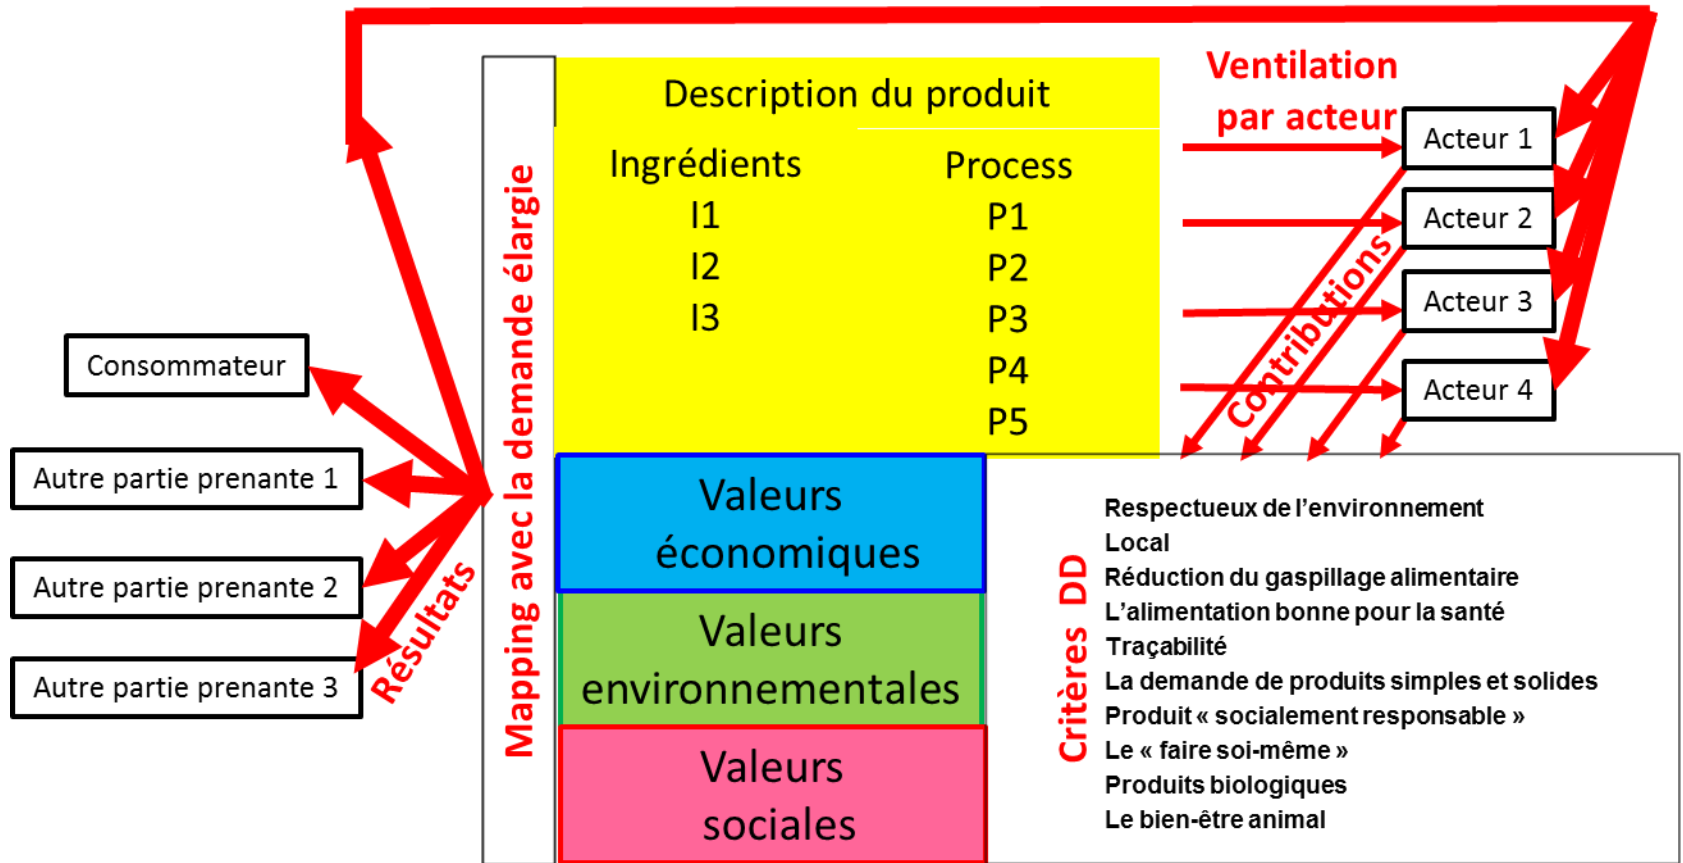 Ventilation
par acteur
Description du produit
Ingrédients
I1
I2
I3
Process
P1
P2
P3
P4
P5
Acteur 1
Acteur 2
Acteur 3
Acteur 4
Contributions
Mapping avec la demande élargie
Consommateur
Autre partie prenante 1
Autre partie prenante 2
Autre partie prenante 3
Résultats
Valeurs
économiques
Valeurs
environnementales
Valeurs
sociales
Critères DD
Respectueux de l’environnement
Local
Réduction du gaspillage alimentaire
L’alimentation bonne pour la santé
Traçabilité
La demande de produits simples et solides
Produit « socialement responsable »
Le « faire soi-même »
Produits biologiques
Le bien-être animal